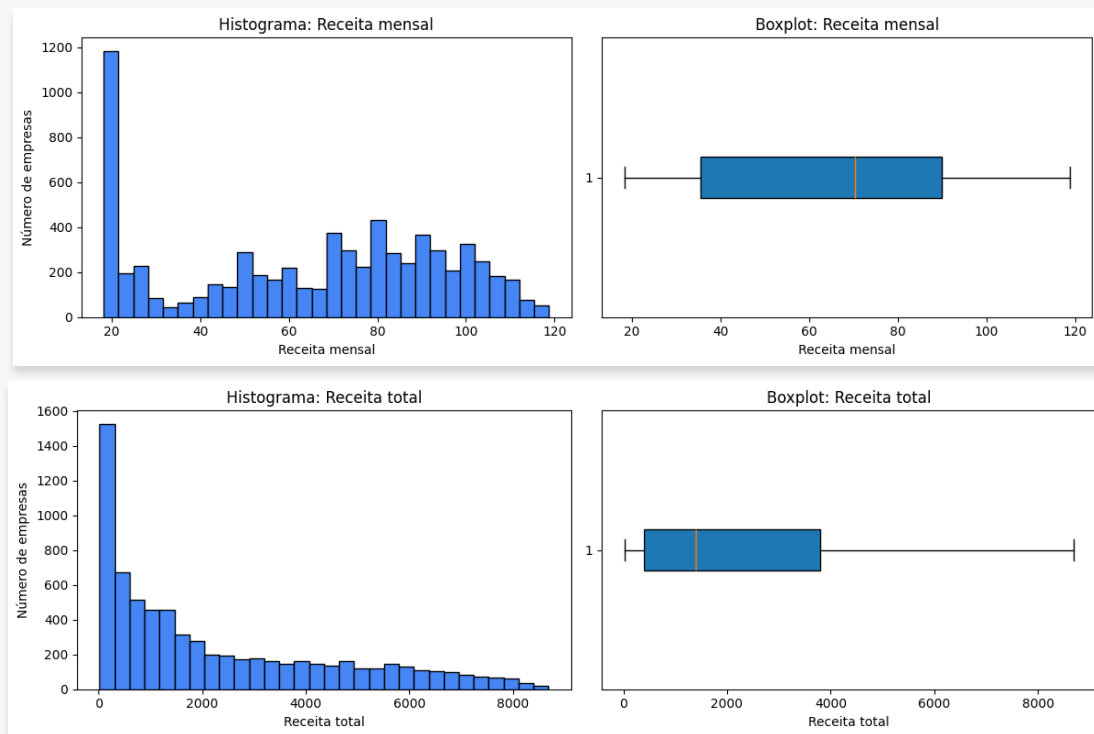 Histograma: Receita mensal
Número de empresas
1200
1000
800
600
400
200
0
20 40 60 80 100 120
Receita mensal
Boxplot: Receita mensal
1
20 40 60 80 100 120
Receita mensal
Histograma: Receita total
Número de empresas
1600
1400
1200
1000
800
600
400
200
0
0 2000 4000 6000 8000
Receita total
Boxplot: Receita total
1
0 2000 4000 6000 8000
Receita total